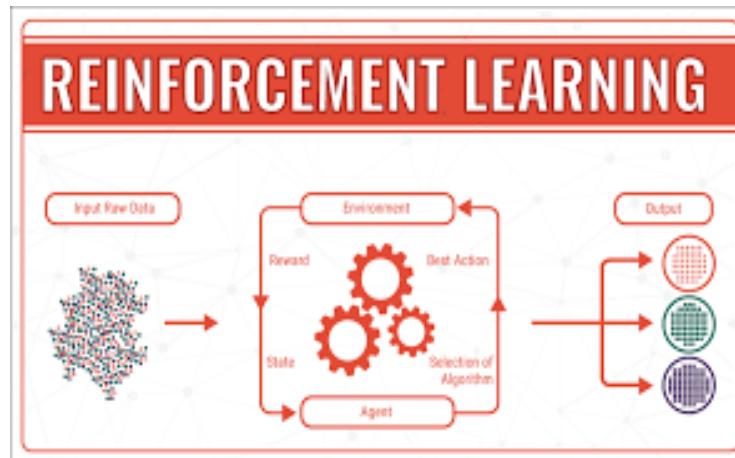 REINFORCEMENT LEARNING
Input Raw Data
Environment
Output
Reward
Best Action
State
Selection of
Algorithm
Agent